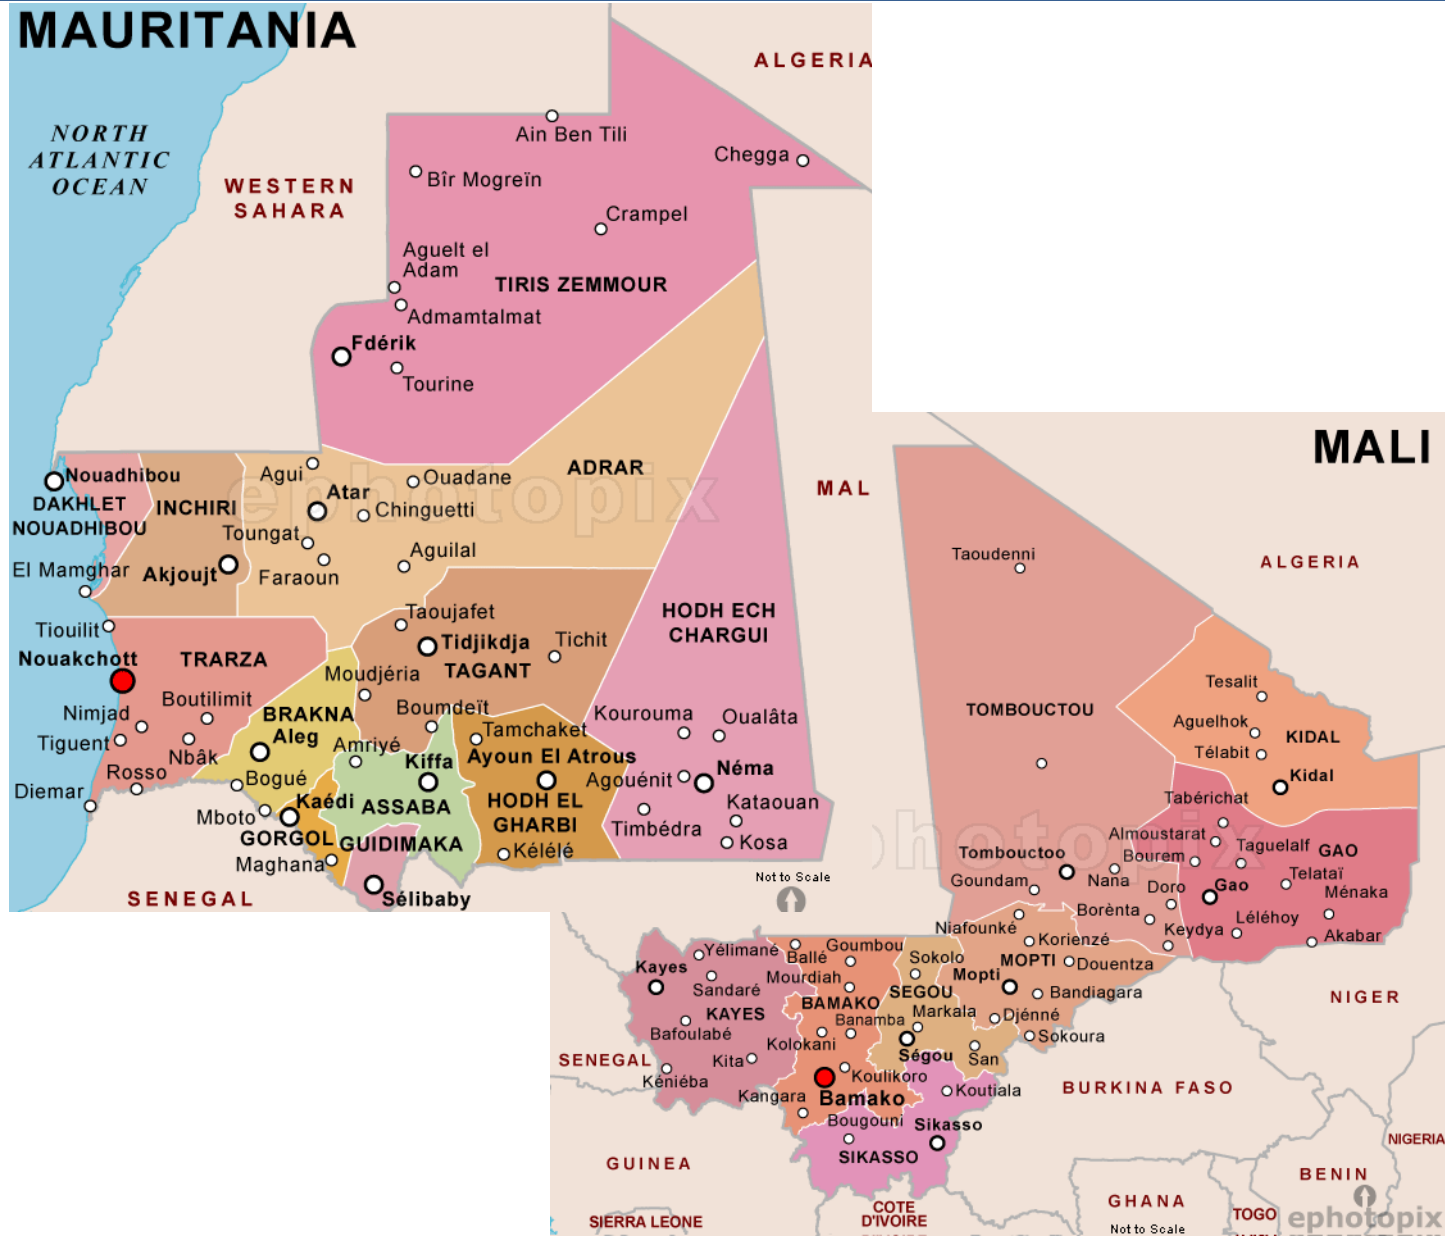 MAURITANIA
ALGERIA
NORTH
ATLANTIC
OCEAN
Ain Ben Tili
Chegga
WESTERN
SAHARA
Bîr Mogreïn
Crampel
Aguelt el
Adam
TIRIS ZEMMOUR
Admamtalmat
Fdérik
Tourine
ephotopix
Nouadhibou
DAKHLET
NOUADHIBOU
INCHIRI
Agui
Ouadane
ADRAR
Atar
Chinguetti
Toungat
Aguilal
El Mamghar
Akjoujt
Faraoun
MAL
Tiouilit
Taoujafet
HODH ECH
CHARGUI
Nouakchott
TRARZA
Tidjikdja
Tichit
TAGANT
Moudjéria
Boutilimit
Nimjad
BRAKNA
Boumdeït
Kourouma
Oualâta
Tiguent
Aleg
Tamchaket
Nbâk
Amriyé
Ayoun El Atrous
Rosso
Bogué
Kiffa
Agouénit
Néma
Diemar
Kaédi
ASSABA
HODH EL
GHARBI
Kataouan
Mboto
Timbédra
GORGOL
GUIDIMAKA
Kélélé
Kosa
Maghana
SENEGAL
Sélibaby
Not to Scale
MALI
Taoudenni
ALGERIA
Tesalit
TOMBOUCTOU
Aguelhok
KIDAL
Télabit
Kidal
Tabérichat
photopix
Almoustarat
Tombouctoo
Bourem
Taguelalf
GAO
Goundam
Nana
Doro
Gao
Telataï
Ménaka
Borènta
Niafounké
Keydya
Léléhoy
Akabar
Korienzé
Yélimané
Ballé
Goumbou
Kayes
Sokolo
Mopti
MOPTI
Douentza
Sandaré
Mourdiah
SEGOU
Bandiagara
NIGER
KAYES
BAMAKO
Markala
Djénné
Bafoulabé
Banamba
Kolokani
Sokoura
SENEGAL
Kita
Ségou
San
Kéniéba
Koulikoro
Koutiala
BURKINA FASO
Kangara
Bamako
Bougouni
Sikasso
GUINEA
SIKASSO
NIGERIA
BENIN
SIERRA LEONE
COTE
D'IVOIRE
GHANA
TOGO
Not to Scale
ephotopix